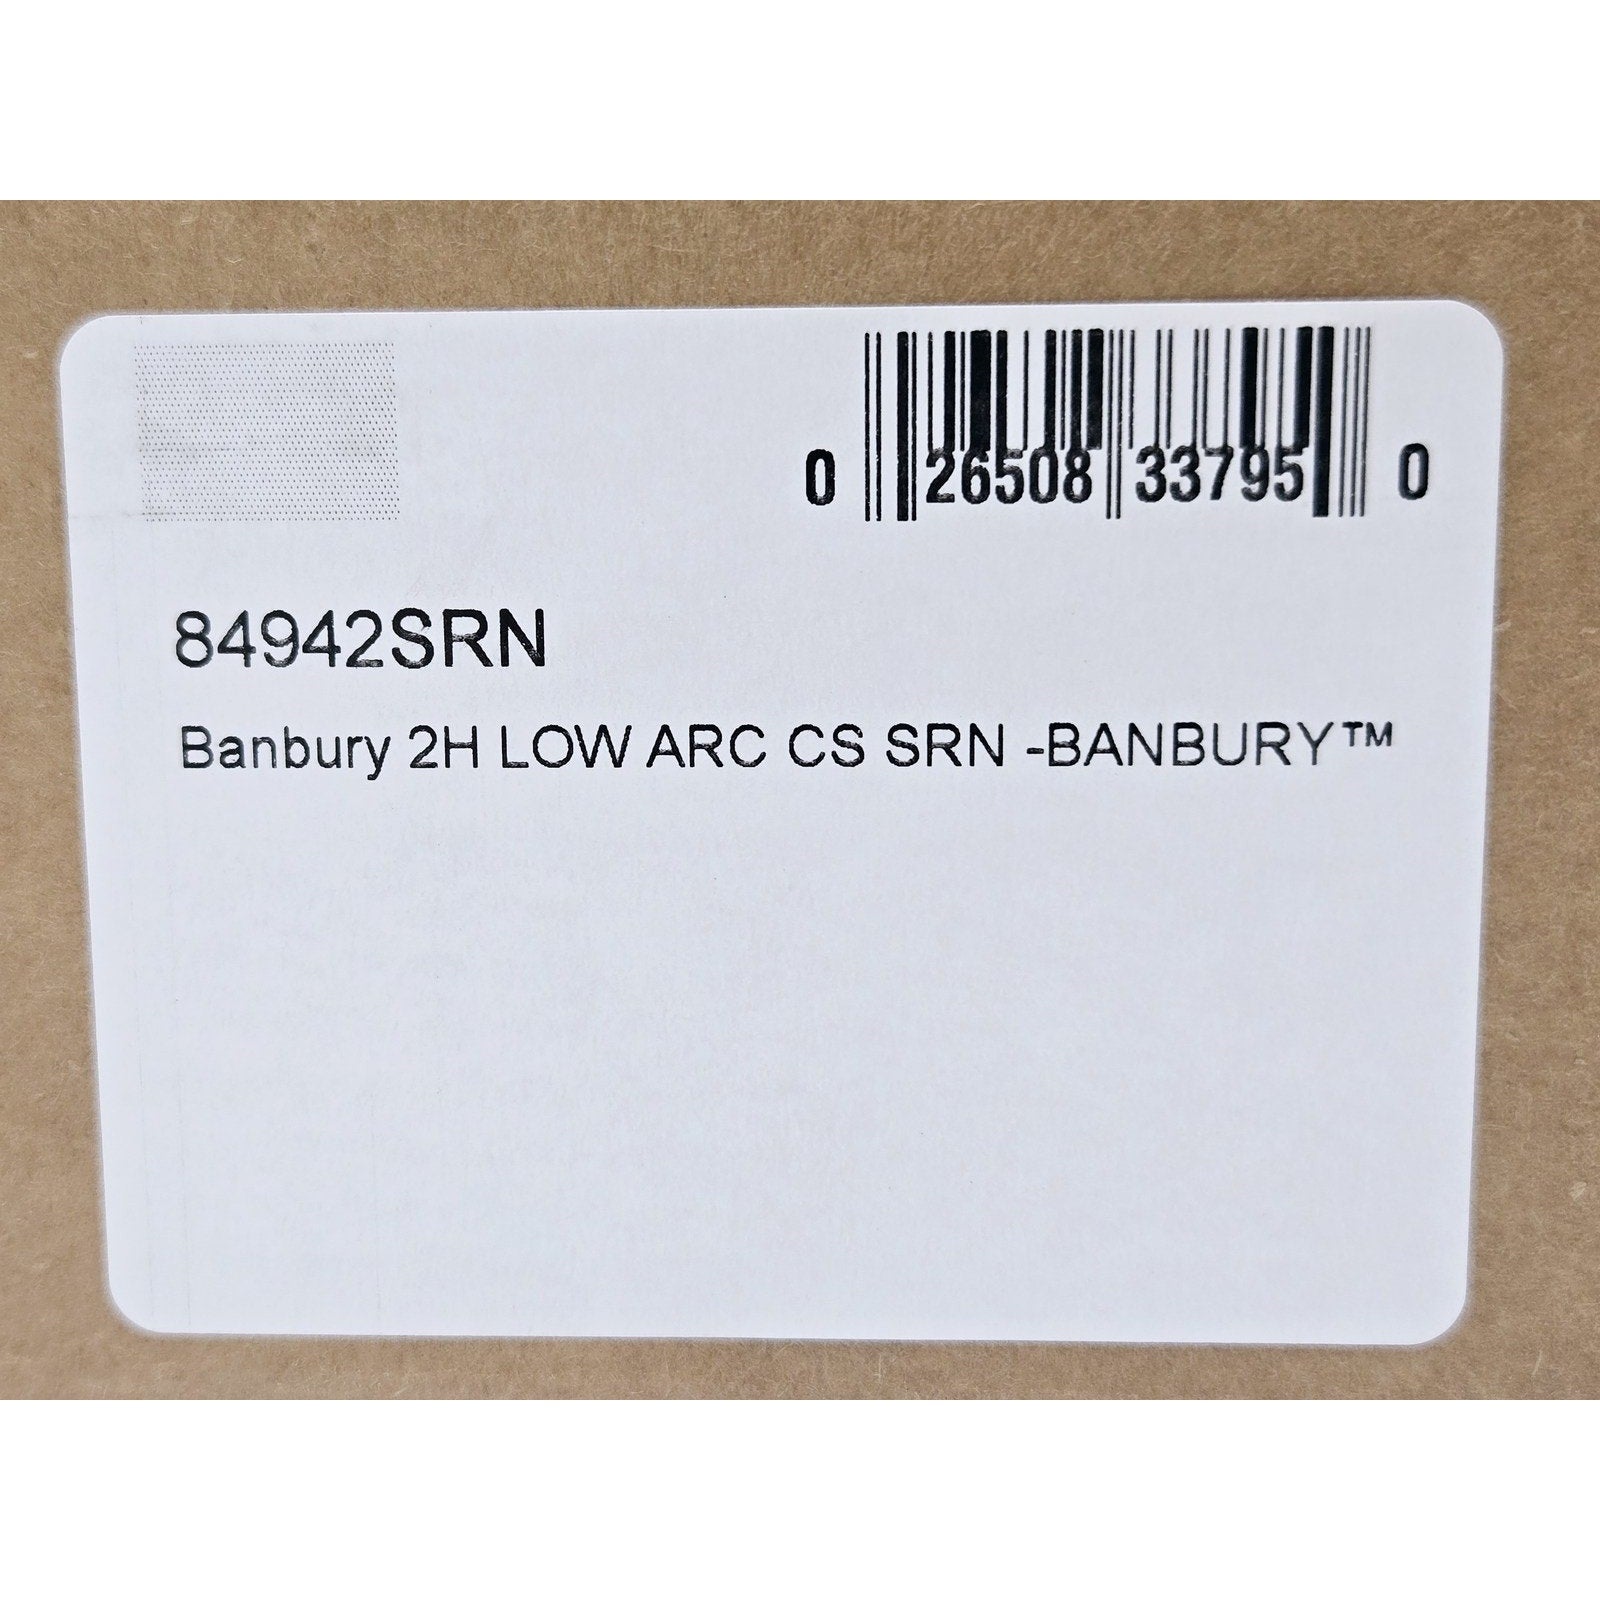 0 26508 33795 0
84942SRN
Banbury 2H LOW ARC CS SRN -BANBURY™